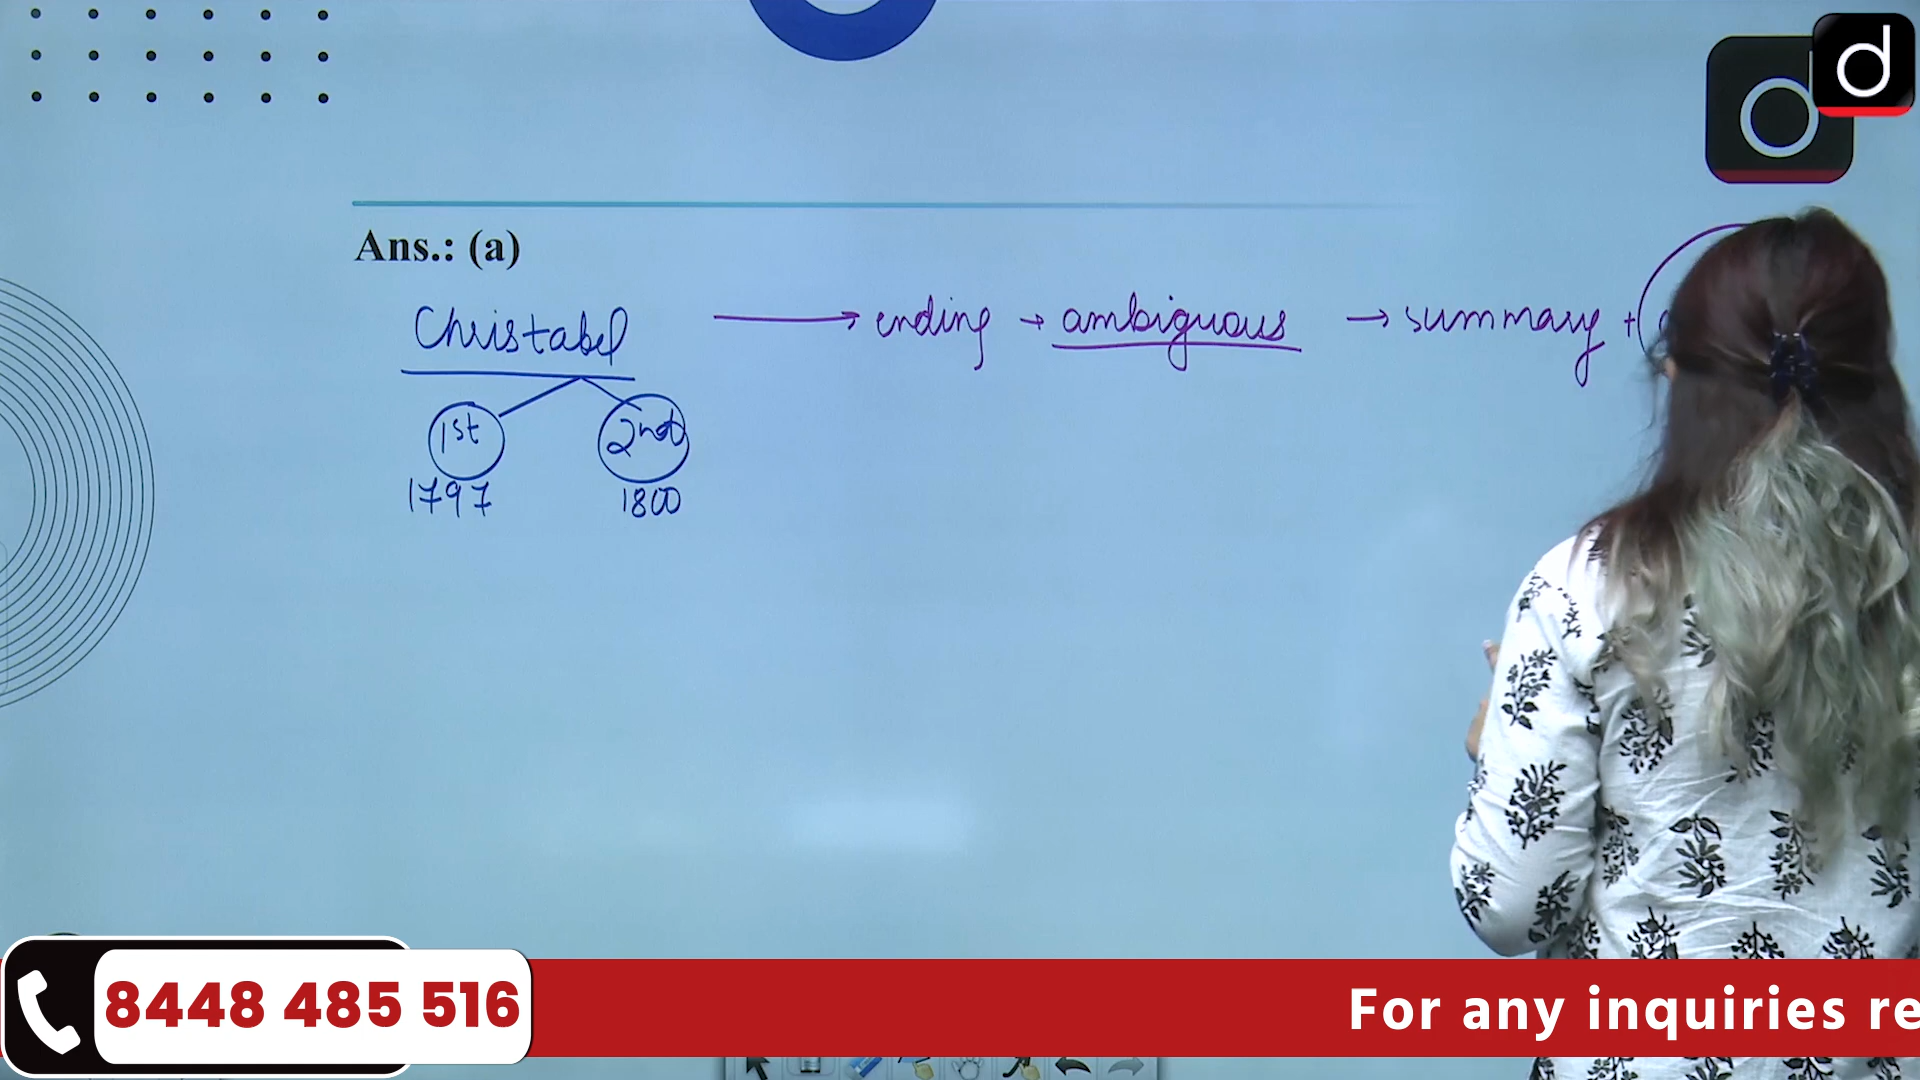 d
Ans.: (a)
Christabel → ending → ambiguous → summary +
1st 2nd
1797 1800
8448 485 516
For any inquiries re